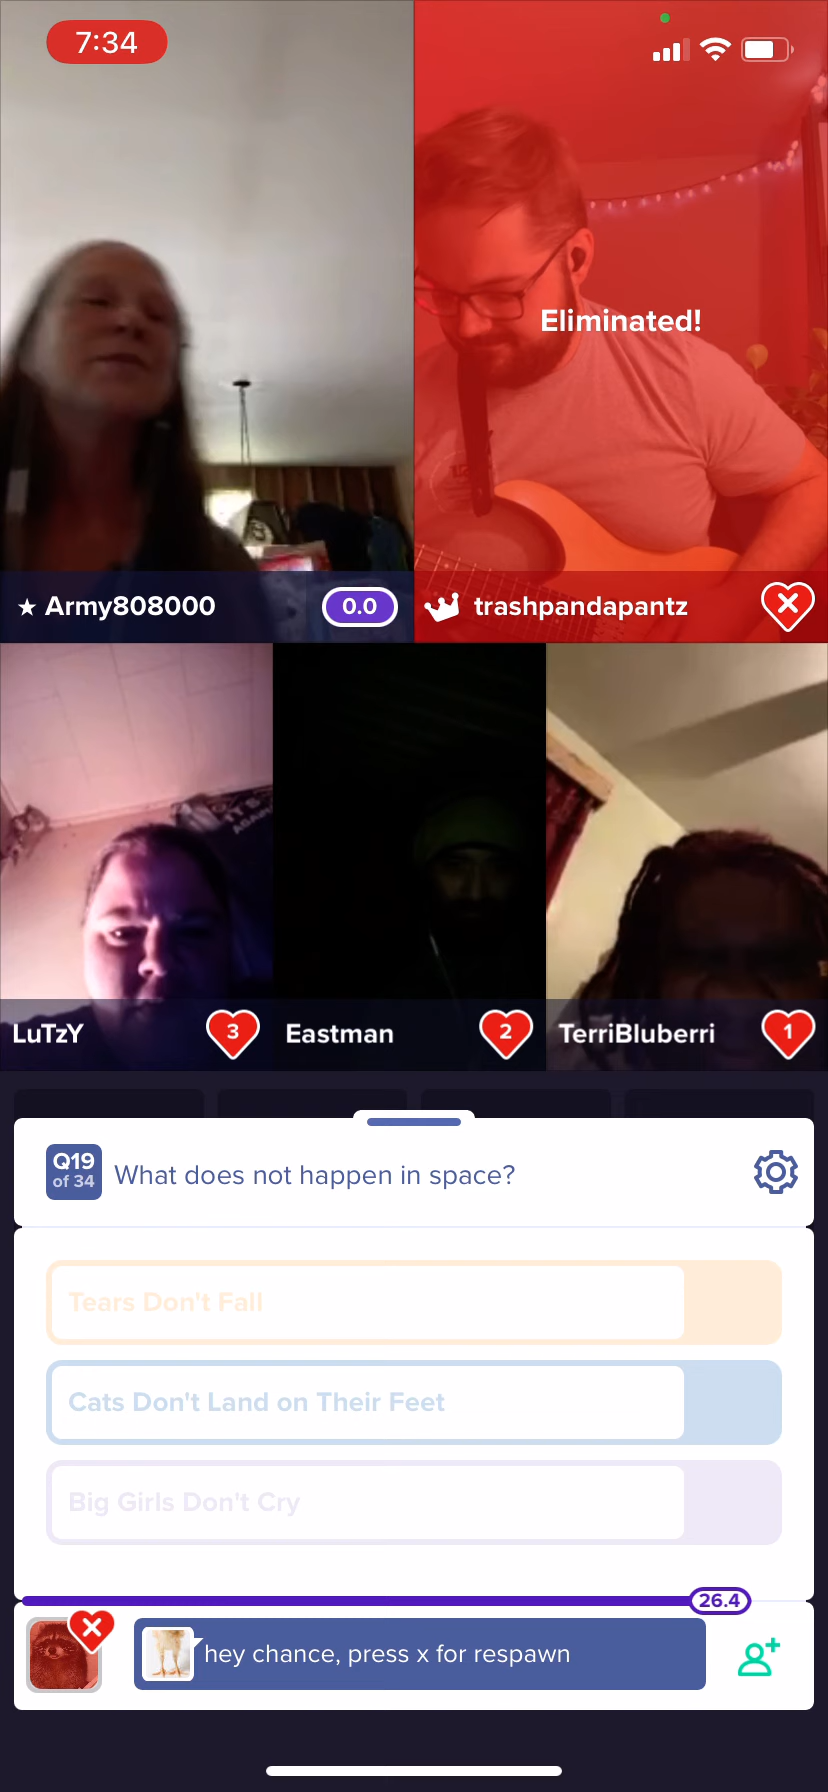 7:34
Eliminated!
Army808000
0.0
trashpandapantz
LuTzY
3
Eastman
2
TerriBluberri
1
Q19
of 34
What does not happen in space?
Tears Don't Fall
Cats Don't Land on Their Feet
Big Girls Don't Cry
26.4
hey chance, press x for respawn